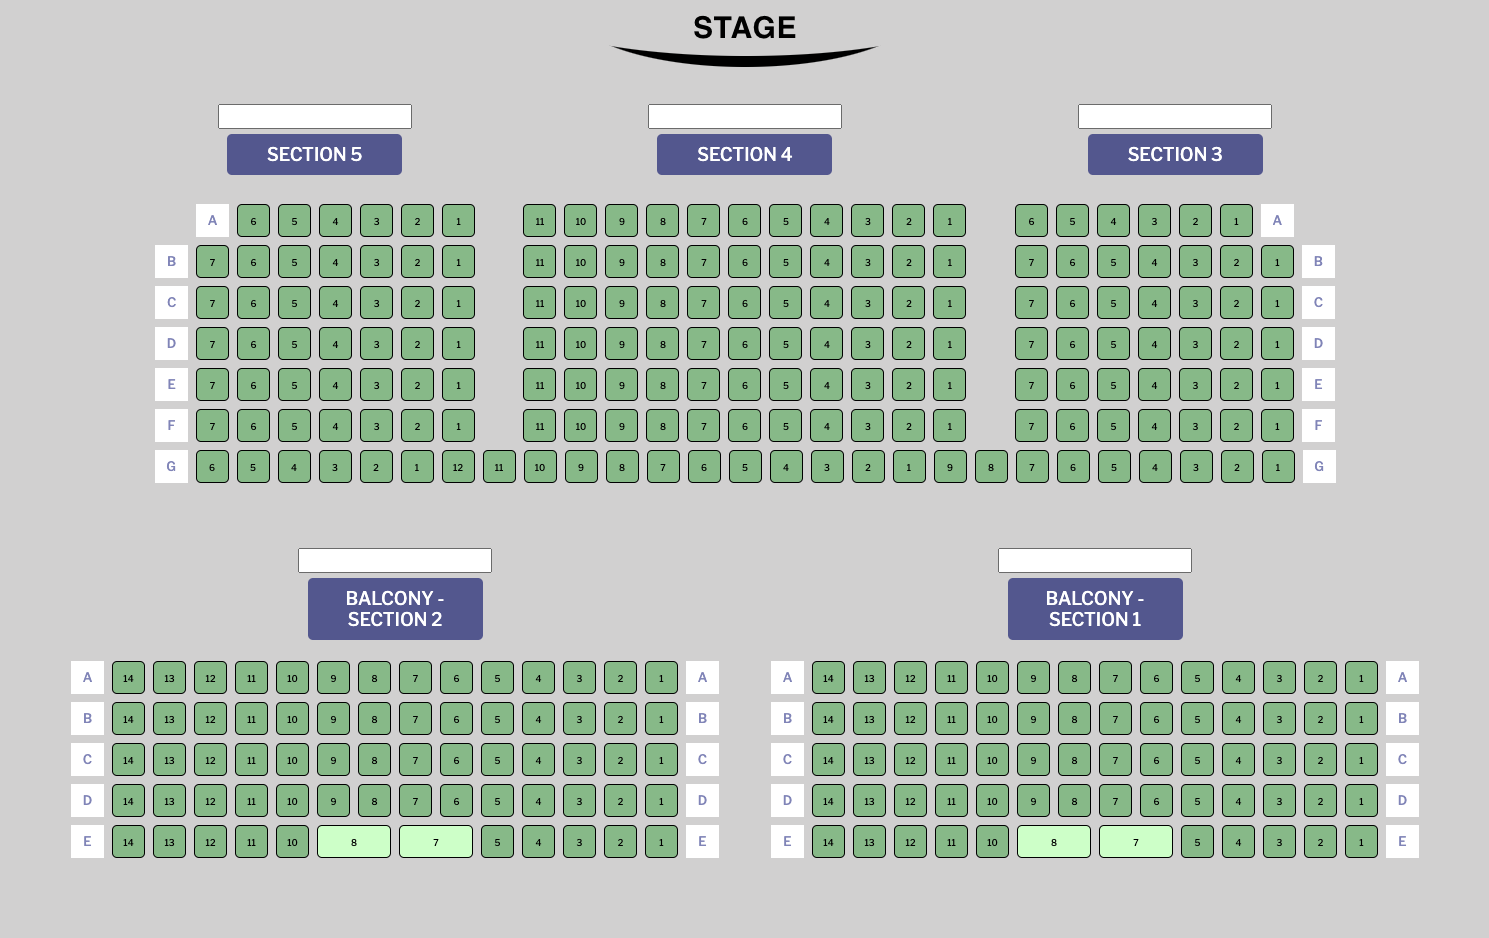 STAGE
SECTION 5 SECTION 4 SECTION 3
A 6 5 4 3 2 1 11 10 9 8 7 6 5 4 3 2 1 6 5 4 3 2 1 A
B 7 6 5 4 3 2 1 11 10 9 8 7 6 5 4 3 2 1 7 6 5 4 3 2 1 B
C 7 6 5 4 3 2 1 11 10 9 8 7 6 5 4 3 2 1 7 6 5 4 3 2 1 C
D 7 6 5 4 3 2 1 11 10 9 8 7 6 5 4 3 2 1 7 6 5 4 3 2 1 D
E 7 6 5 4 3 2 1 11 10 9 8 7 6 5 4 3 2 1 7 6 5 4 3 2 1 E
F 7 6 5 4 3 2 1 11 10 9 8 7 6 5 4 3 2 1 7 6 5 4 3 2 1 F
G 6 5 4 3 2 1 12 11 10 9 8 7 6 5 4 3 2 1 9 8 7 6 5 4 3 2 1 G
BALCONY -
SECTION 2
BALCONY -
SECTION 1
A 14 13 12 11 10 9 8 7 6 5 4 3 2 1 A A 14 13 12 11 10 9 8 7 6 5 4 3 2 1 A
B 14 13 12 11 10 9 8 7 6 5 4 3 2 1 B B 14 13 12 11 10 9 8 7 6 5 4 3 2 1 B
C 14 13 12 11 10 9 8 7 6 5 4 3 2 1 C C 14 13 12 11 10 9 8 7 6 5 4 3 2 1 C
D 14 13 12 11 10 9 8 7 6 5 4 3 2 1 D D 14 13 12 11 10 9 8 7 6 5 4 3 2 1 D
E 14 13 12 11 10 8 7 5 4 3 2 1 E E 14 13 12 11 10 8 7 5 4 3 2 1 E